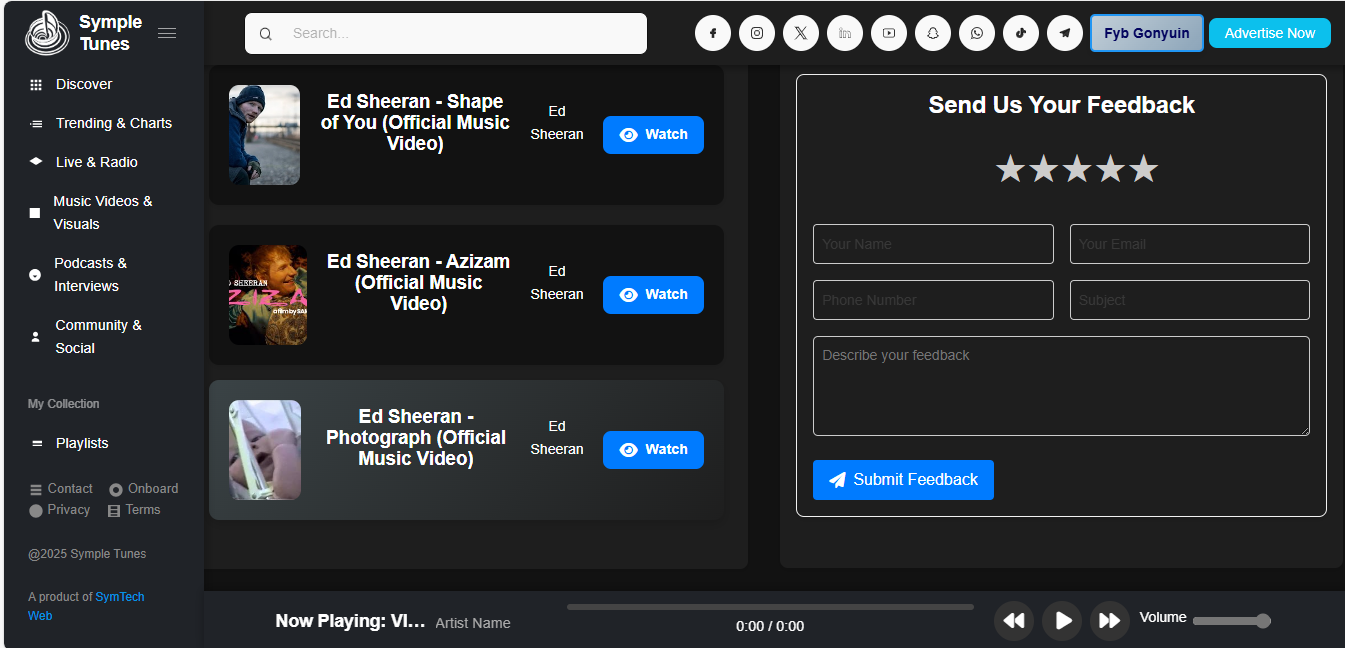 Symple
Tunes
Search...
Fyb Gonyuin
Advertise Now
Discover
Trending & Charts
Live & Radio
Music Videos &
Visuals
Podcasts &
Interviews
Community &
Social
My Collection
Playlists
Contact
Onboard
Privacy
Terms
@2025 Symple Tunes
A product of SymTech
Web
Ed Sheeran - Shape
of You (Official Music
Video)
Ed
Sheeran
Watch
Ed Sheeran - Azizam
(Official Music
Video)
Ed
Sheeran
Watch
Ed Sheeran -
Photograph (Official
Music Video)
Ed
Sheeran
Watch
Send Us Your Feedback
Your Name
Your Email
Phone Number
Subject
Describe your feedback
Submit Feedback
Now Playing: VI...
Artist Name
0:00 / 0:00
Volume